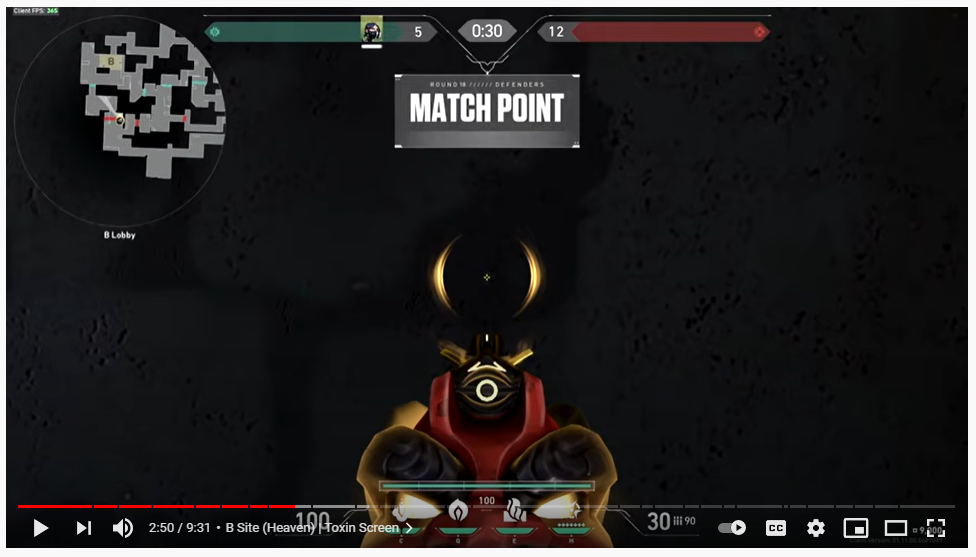 Client FPS: 365
5
0:30
12
B
ROUND 18 ////// DEFENDERS
MATCH POINT
B Lobby
100
100
30
90
C
Q
E
2:50 / 9:31 • B Site (Heaven) | Toxin Screen
CC